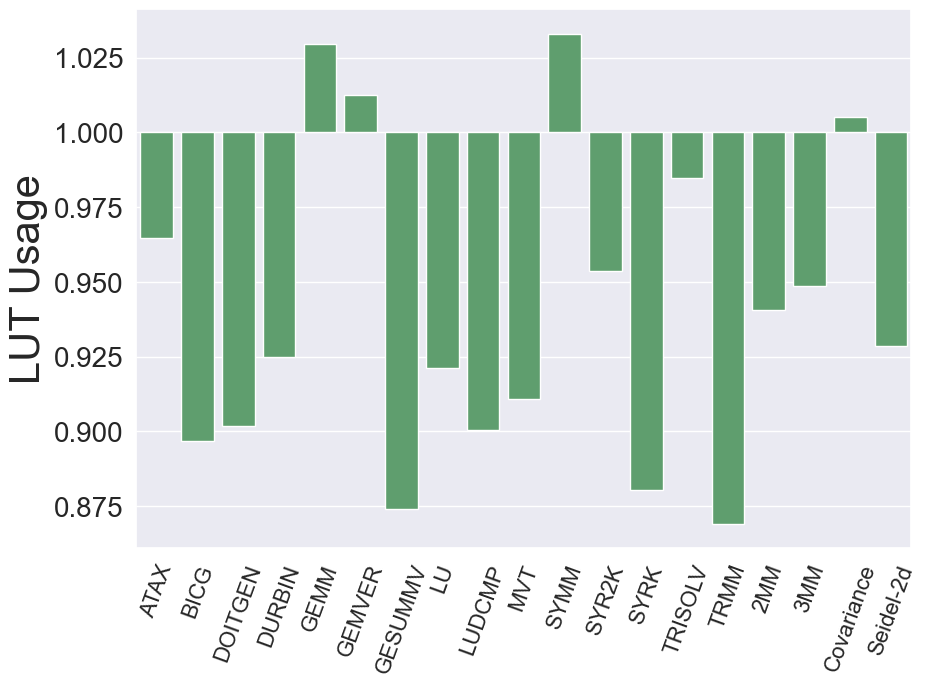 LUT Usage
1.025
1.000
0.975
0.950
0.925
0.900
0.875
ATAX
BICG
DOITGEN
DURBIN
GEMM
GEMVER
GESUMMV
LU
LUDCMP
MVT
SYMM
SYR2K
SYRK
TRISOLV
TRMM
2MM
3MM
Covariance
Seidel-2d